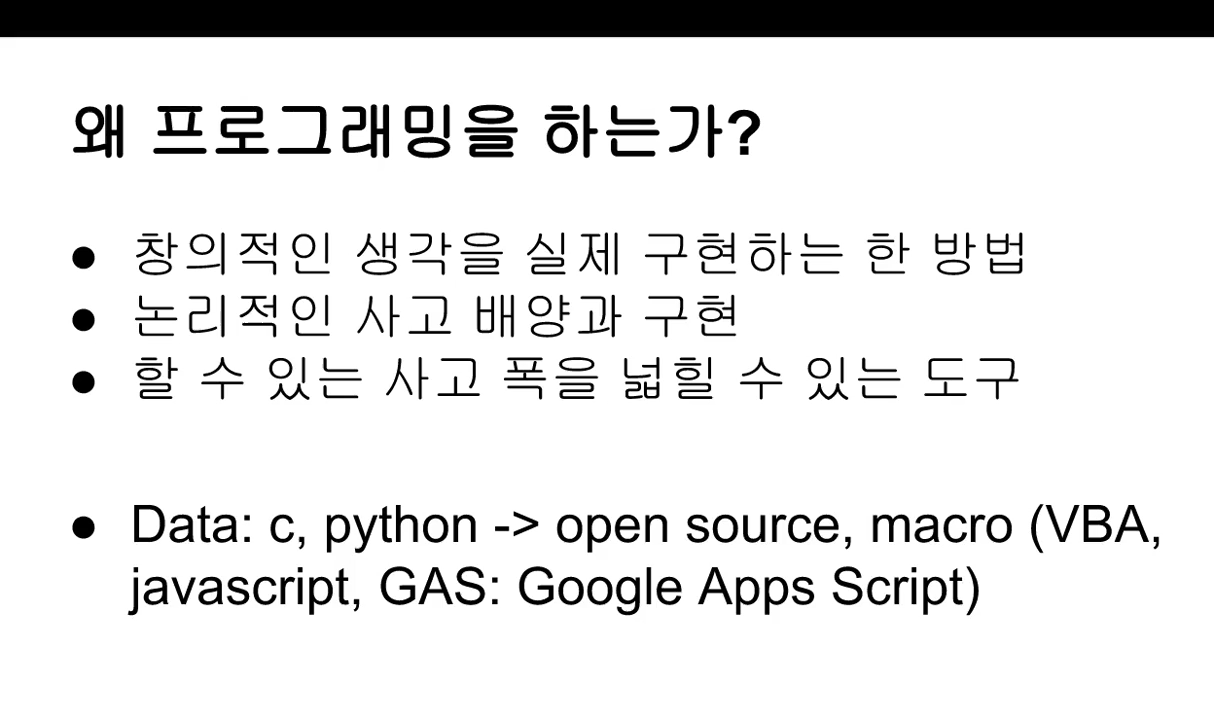 왜 프로그래밍을 하는가?
● 창의적인 생각을 실제 구현하는 한 방법
● 논리적인 사고 배양과 구현
● 할 수 있는 사고 폭을 넓힐 수 있는 도구
● Data: c, python -> open source, macro (VBA,
javascript, GAS: Google Apps Script)